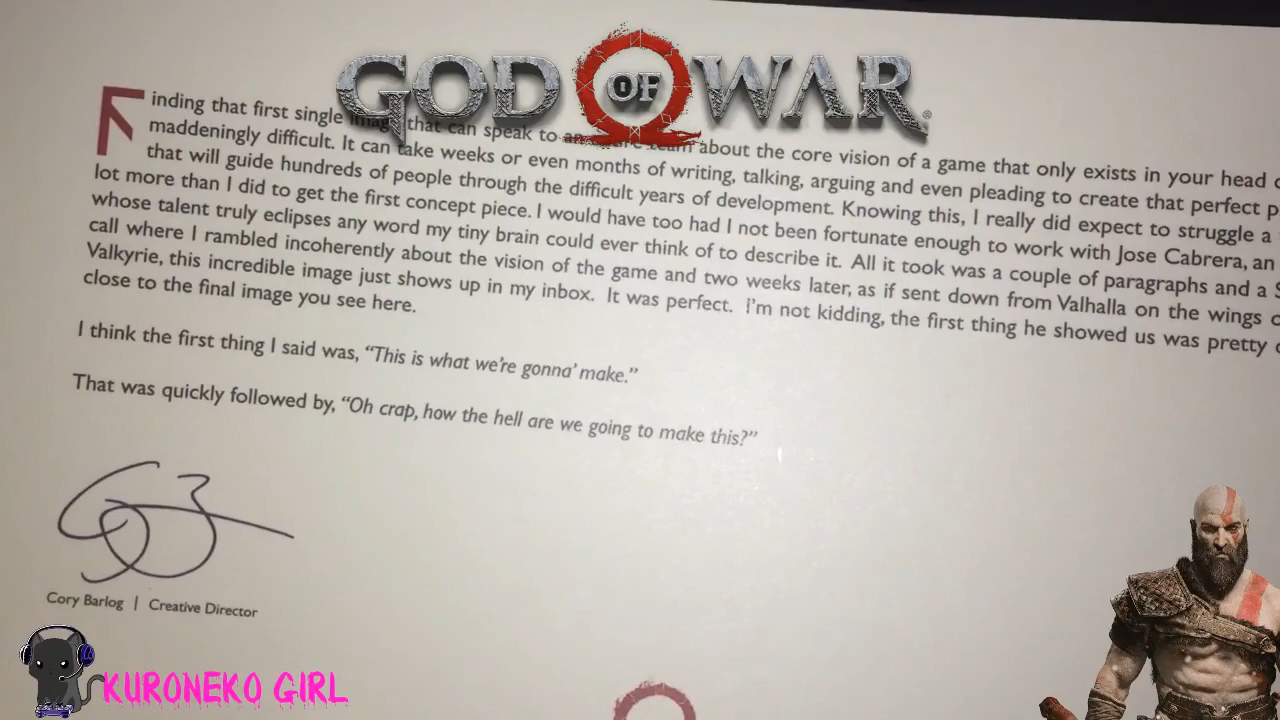 GOD OF WAR
Finding that first single image that can speak to an entire team about the core vision of a game that only exists in your head
maddeningly difficult. It can take weeks or even months of writing, talking, arguing and even pleading to create that perfect
that will guide hundreds of people through the difficult years of development. Knowing this, I really did expect to struggle a
lot more than I did to get the first concept piece. I would have too had I not been fortunate enough to work with Jose Cabrera, an
whose talent truly eclipses any word my tiny brain could ever think of to describe it. All it took was a couple of paragraphs and a
call where I rambled incoherently about the vision of the game and two weeks later, as if sent down from Valhalla on the wings
Valkyrie, this incredible image just shows up in my inbox. It was perfect. I'm not kidding, the first thing he showed us was pretty
close to the final image you see here.
I think the first thing I said was, “This is what we’re gonna’ make.”
That was quickly followed by, “Oh crap, how the hell are we going to make this?”
Cory Barlog | Creative Director
KURONEKO GIRL